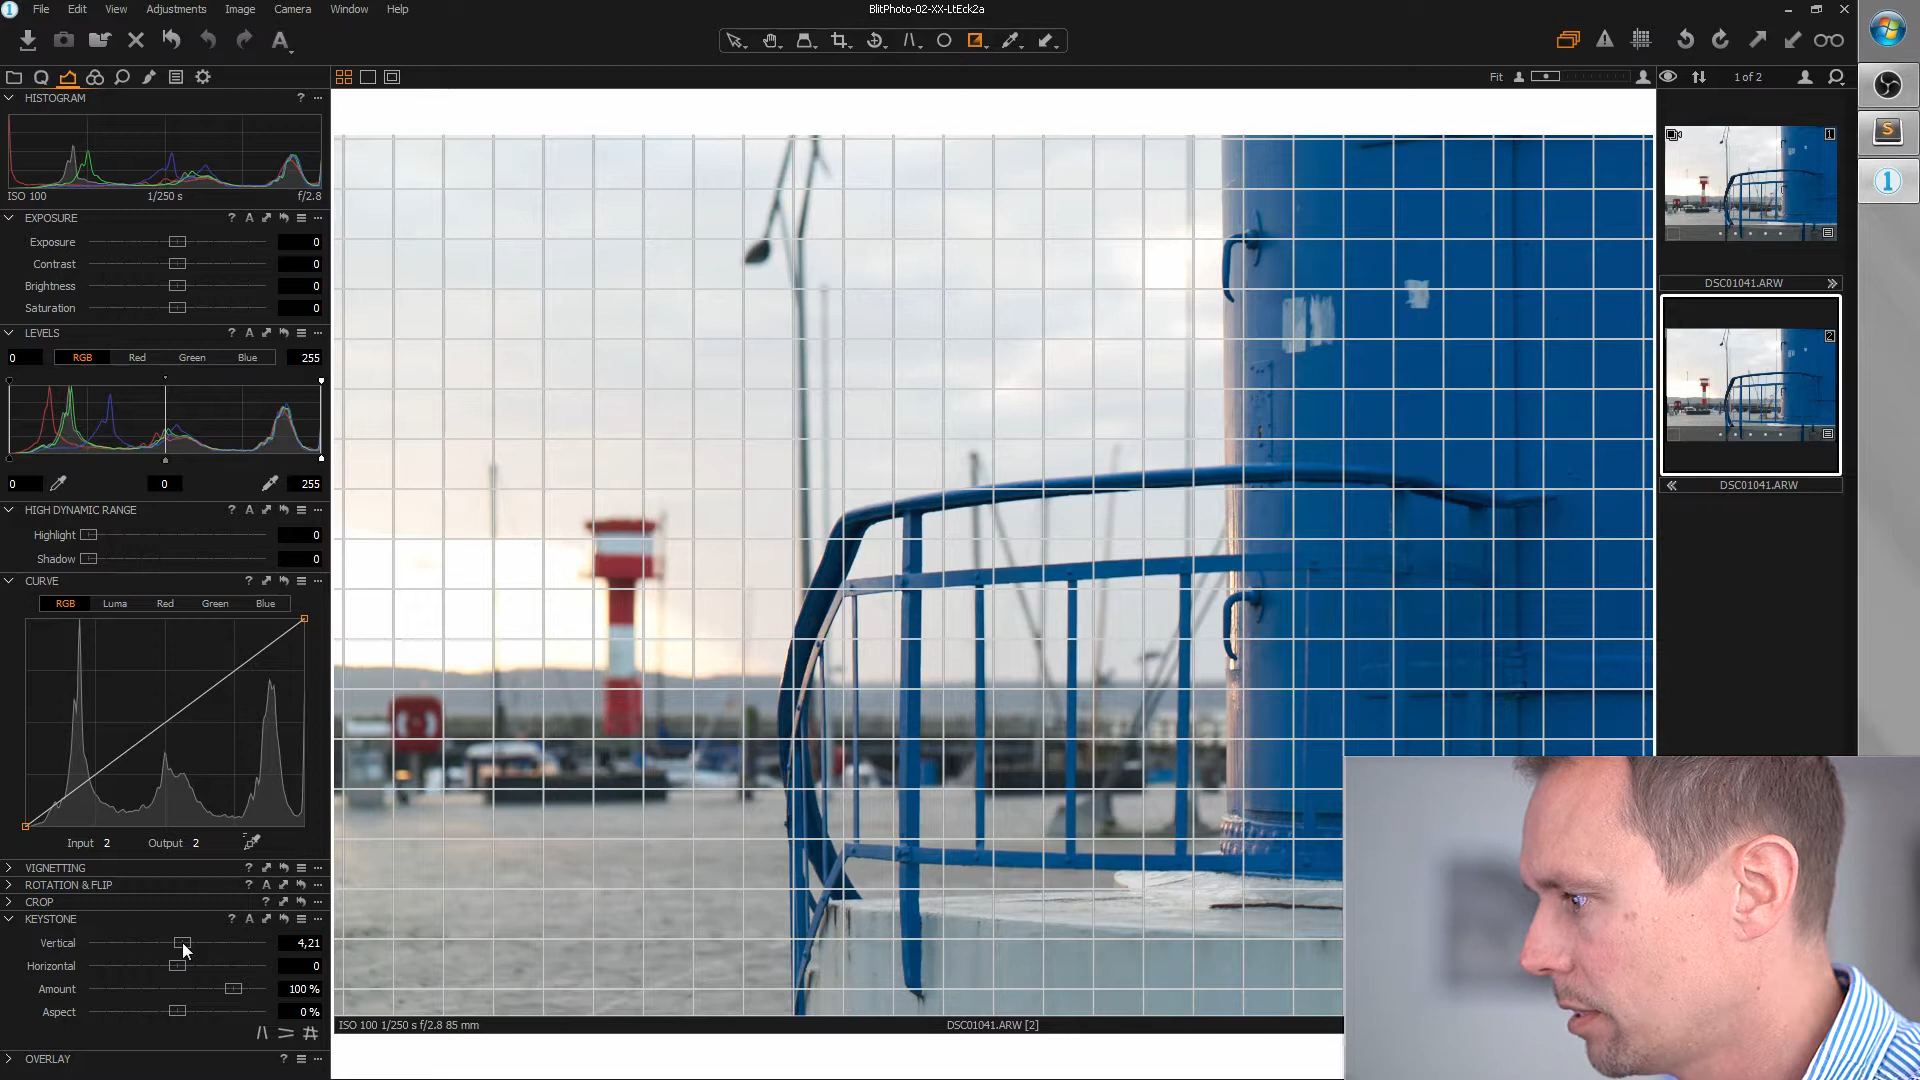 File Edit View Adjustments Image Camera Window Help
BlitPhoto-02-XX-LtEck2a
Fit
1 of 2
HISTOGRAM
ISO 100 1/250 s f/2.8
EXPOSURE
Exposure 0
Contrast 0
Brightness 0
Saturation 0
LEVELS
0 RGB Red Green Blue 255
0 0 255
HIGH DYNAMIC RANGE
Highlight 0
Shadow 0
CURVE
RGB Luma Red Green Blue
Input 2 Output 2
VIGNETTING
ROTATION & FLIP
CROP
KEYSTONE
Vertical 4,21
Horizontal 0
Amount 100 %
Aspect 0 %
OVERLAY
ISO 100 1/250 s f/2.8 85 mm
DSC01041.ARW [2]
1
DSC01041.ARW
2
DSC01041.ARW